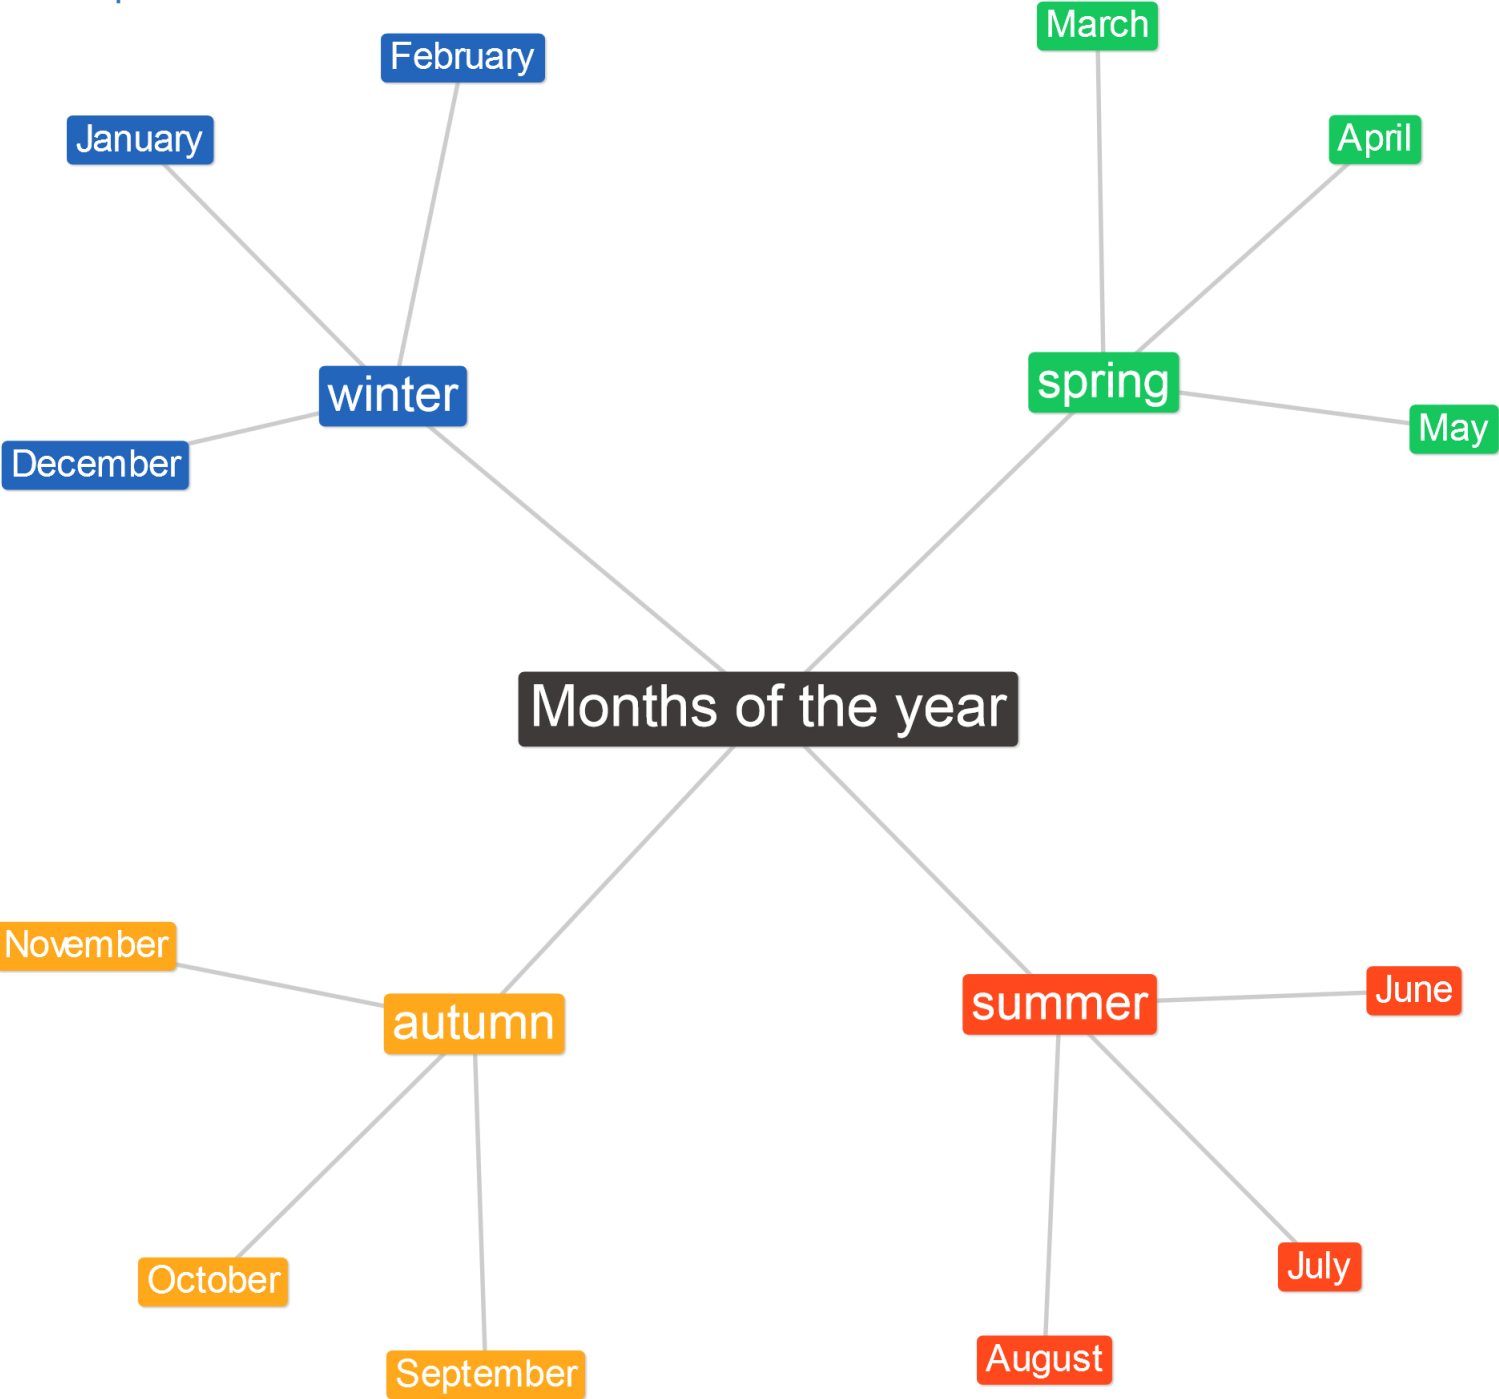 February
January
winter
December
March
April
spring
May
Months of the year
November
autumn
October
September
summer
June
July
August